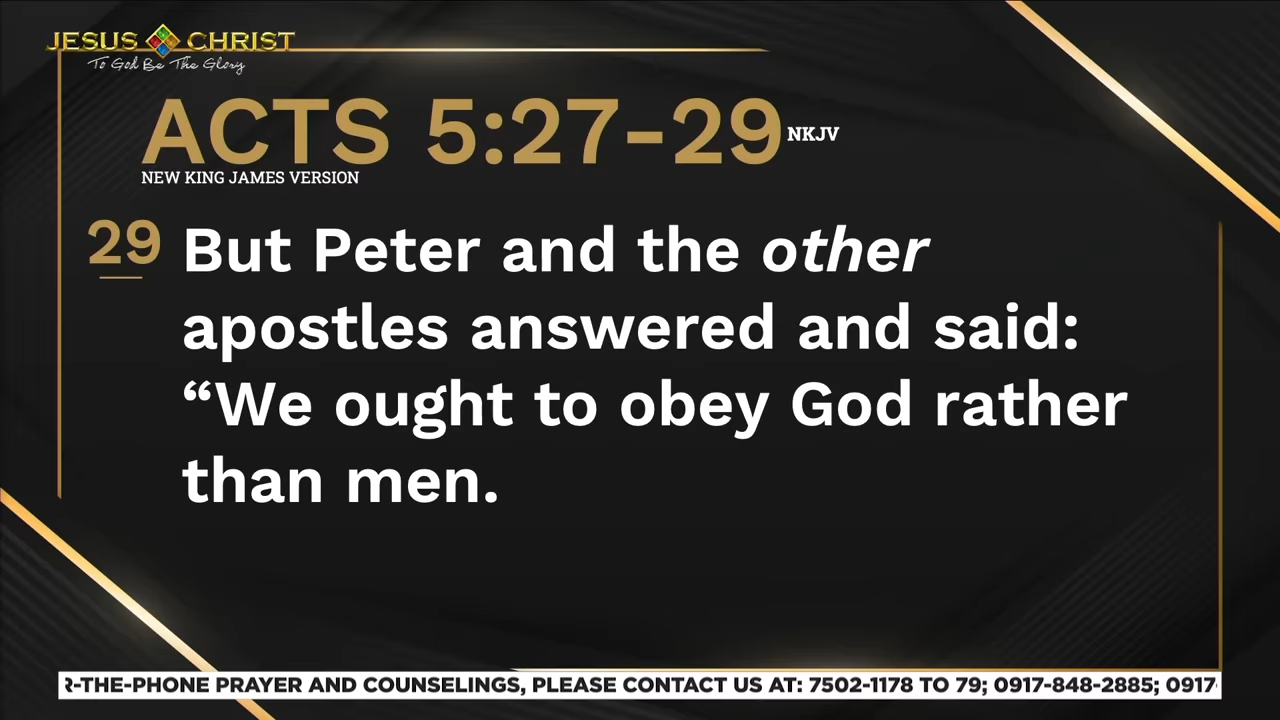 JESUS CHRIST
To God Be The Glory
ACTS 5:27-29 NKJV
NEW KING JAMES VERSION
29 But Peter and the other
apostles answered and said:
“We ought to obey God rather
than men.
R-THE-PHONE PRAYER AND COUNSELINGS, PLEASE CONTACT US AT: 7502-1178 TO 79; 0917-848-2885; 0917-